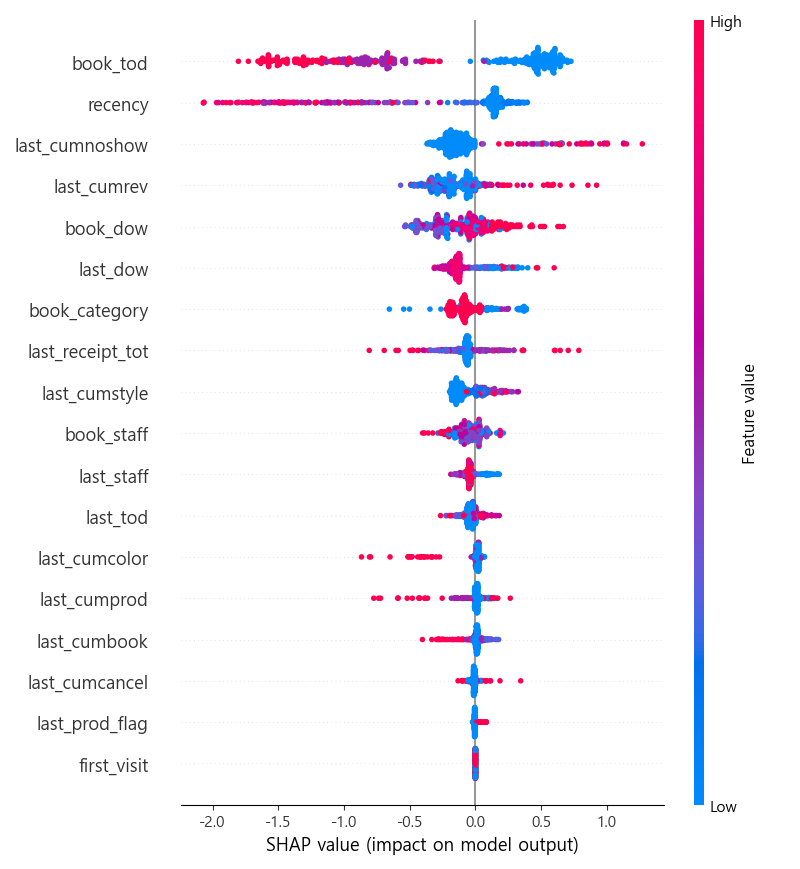 High
book_tod
recency
last_cumnoshow
last_cumrev
book_dow
last_dow
book_category
last_receipt_tot
last_cumstyle
book_staff
last_staff
last_tod
last_cumcolor
last_cumprod
last_cumbook
last_cumcancel
last_prod_flag
first_visit
Feature value
Low
-2.0 -1.5 -1.0 -0.5 0.0 0.5 1.0
SHAP value (impact on model output)